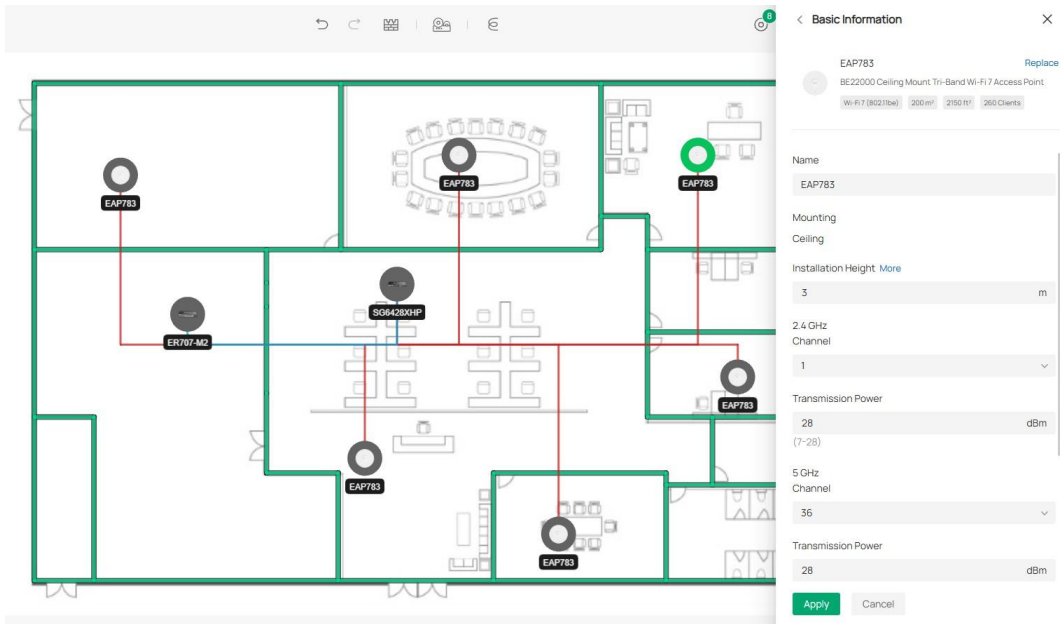 8
EAP783
EAP783
EAP783
SG6428XHP
ER707-M2
EAP783
EAP783
EAP783
Basic Information
EAP783
Replace
BE22000 Ceiling Mount Tri-Band Wi-Fi 7 Access Point
Wi-Fi 7 (802.11be) 200 m² 2150 ft² 260 Clients
Name
EAP783
Mounting
Ceiling
Installation Height More
3 m
2.4 GHz
Channel
1
Transmission Power
28 dBm
(7-28)
5 GHz
Channel
36
Transmission Power
28 dBm
Apply Cancel